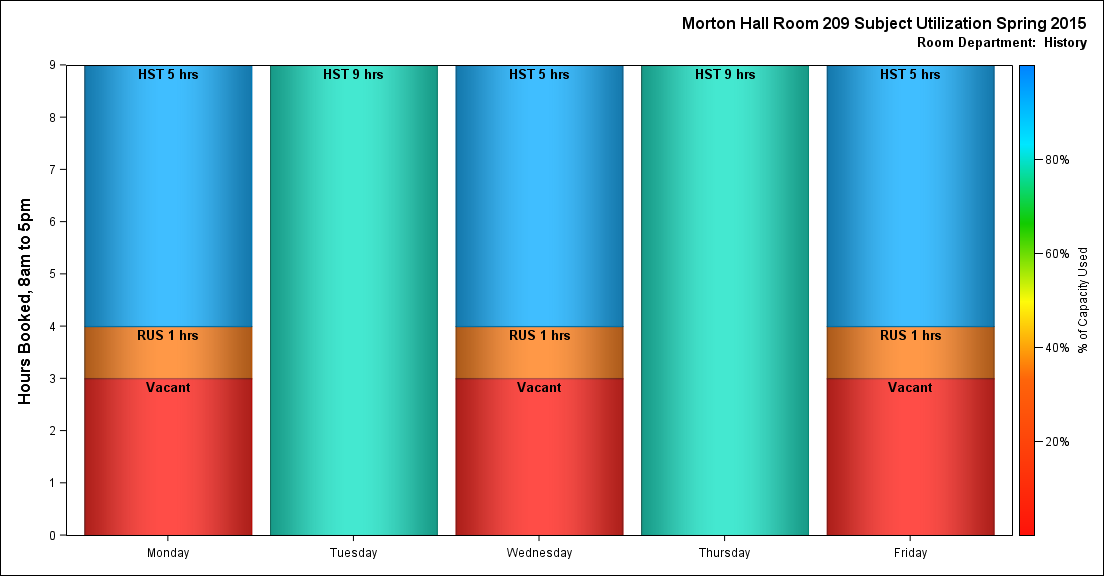 Morton Hall Room 209 Subject Utilization Spring 2015
Room Department:  History
Hours Booked, 8am to 5pm
9
8
7
6
5
4
3
2
1
0
HST 5 hrs
RUS 1 hrs
Vacant
HST 9 hrs
HST 5 hrs
RUS 1 hrs
Vacant
HST 9 hrs
HST 5 hrs
RUS 1 hrs
Vacant
Monday
Tuesday
Wednesday
Thursday
Friday
80%
60%
40%
20%
% of Capacity Used